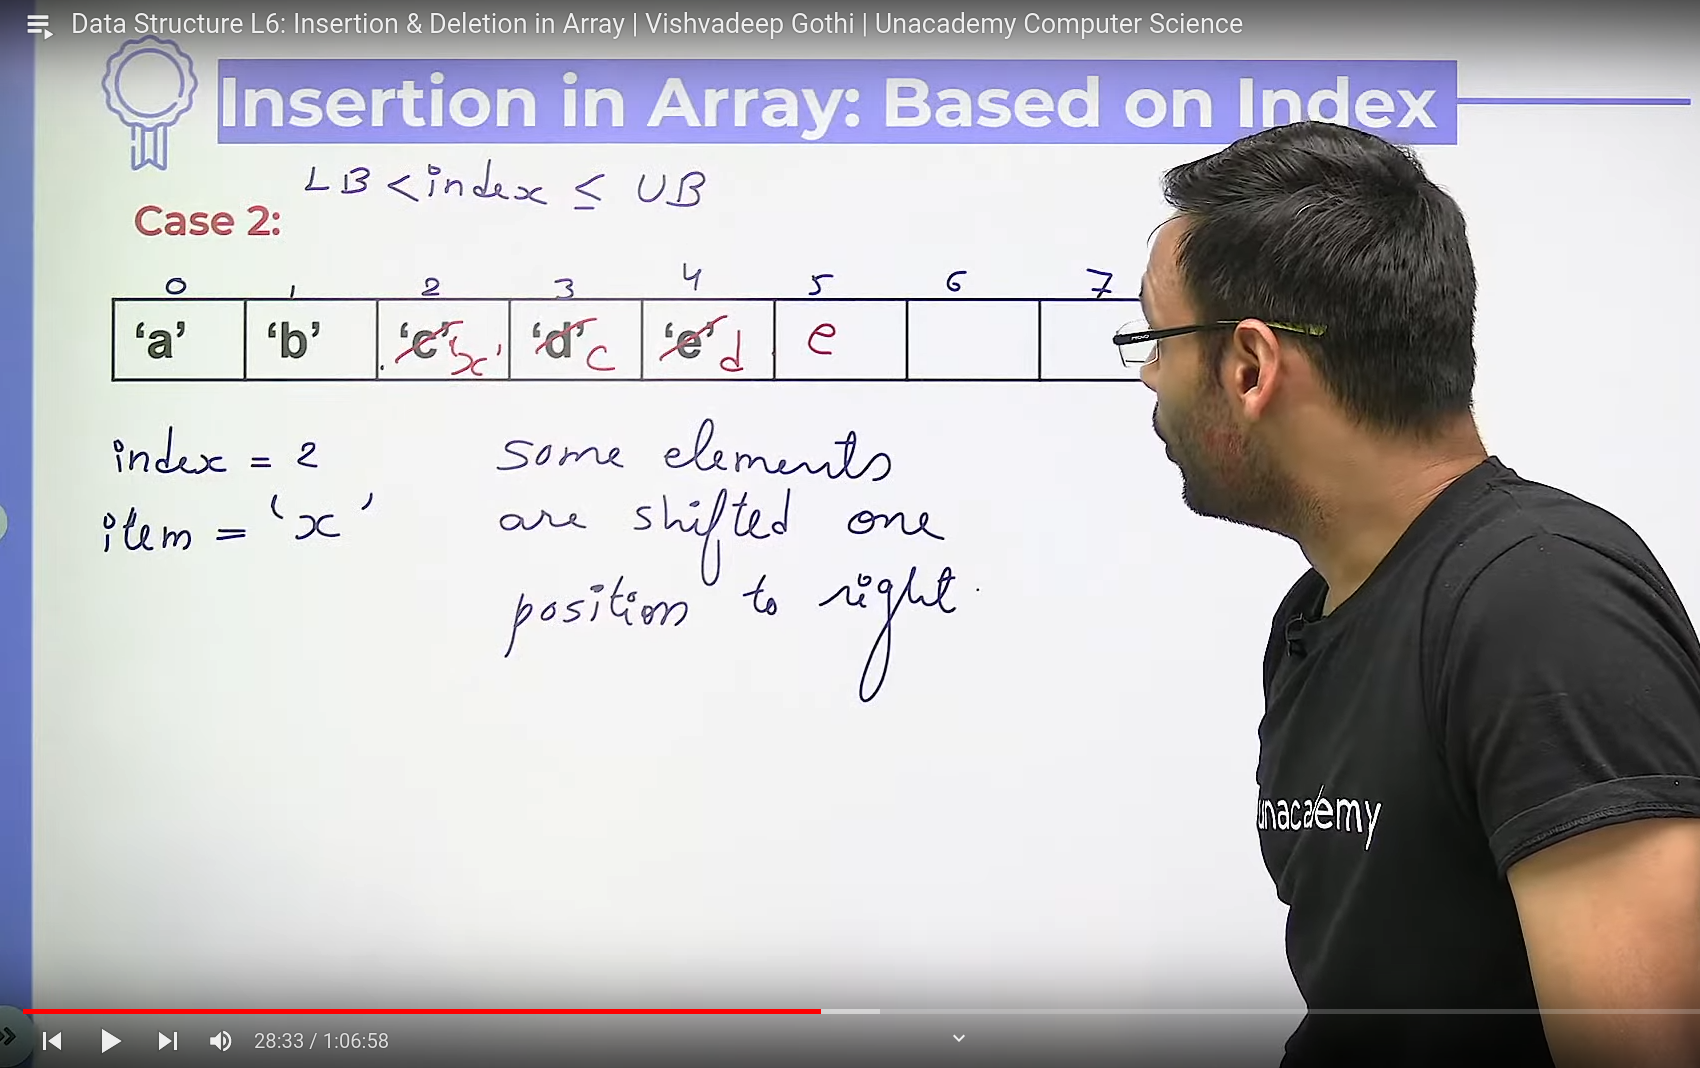 Data Structure L6: Insertion & Deletion in Array | Vishvadeep Gothi | Unacademy Computer Science
Insertion in Array: Based on Index
LB < index ≤ UB
Case 2:
0 1 2 3 4 5 6 7
'a' 'b' 'c' 'x' 'd' c 'e' d e
index = 2
item = 'x'
some elements
are shifted one
position to right.
unacademy
28:33 / 1:06:58